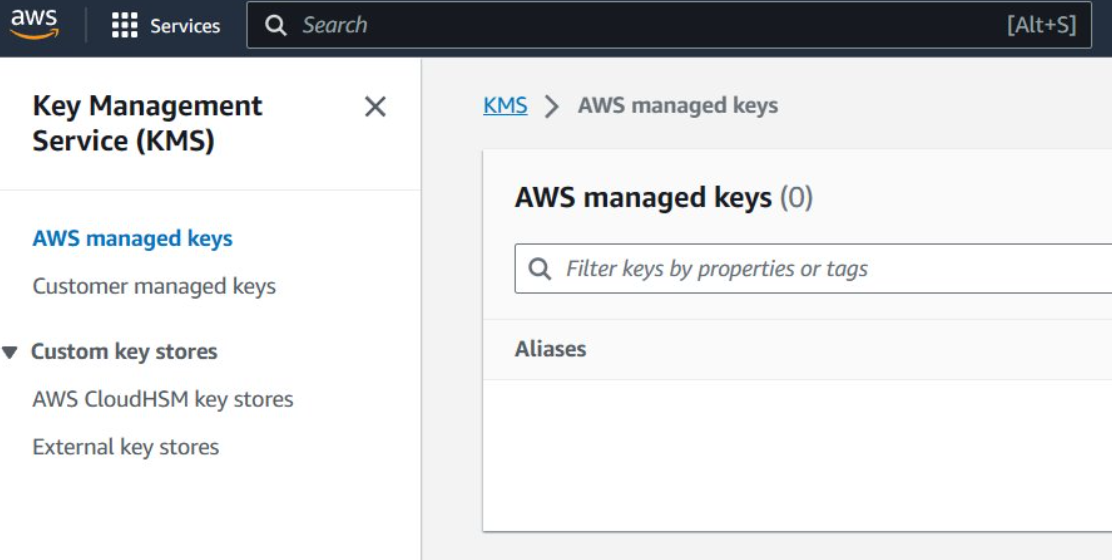 aws
Services
Search
[Alt+S]
Key Management
Service (KMS)
AWS managed keys
Customer managed keys
Custom key stores
AWS CloudHSM key stores
External key stores
KMS
AWS managed keys
AWS managed keys (0)
Filter keys by properties or tags
Aliases